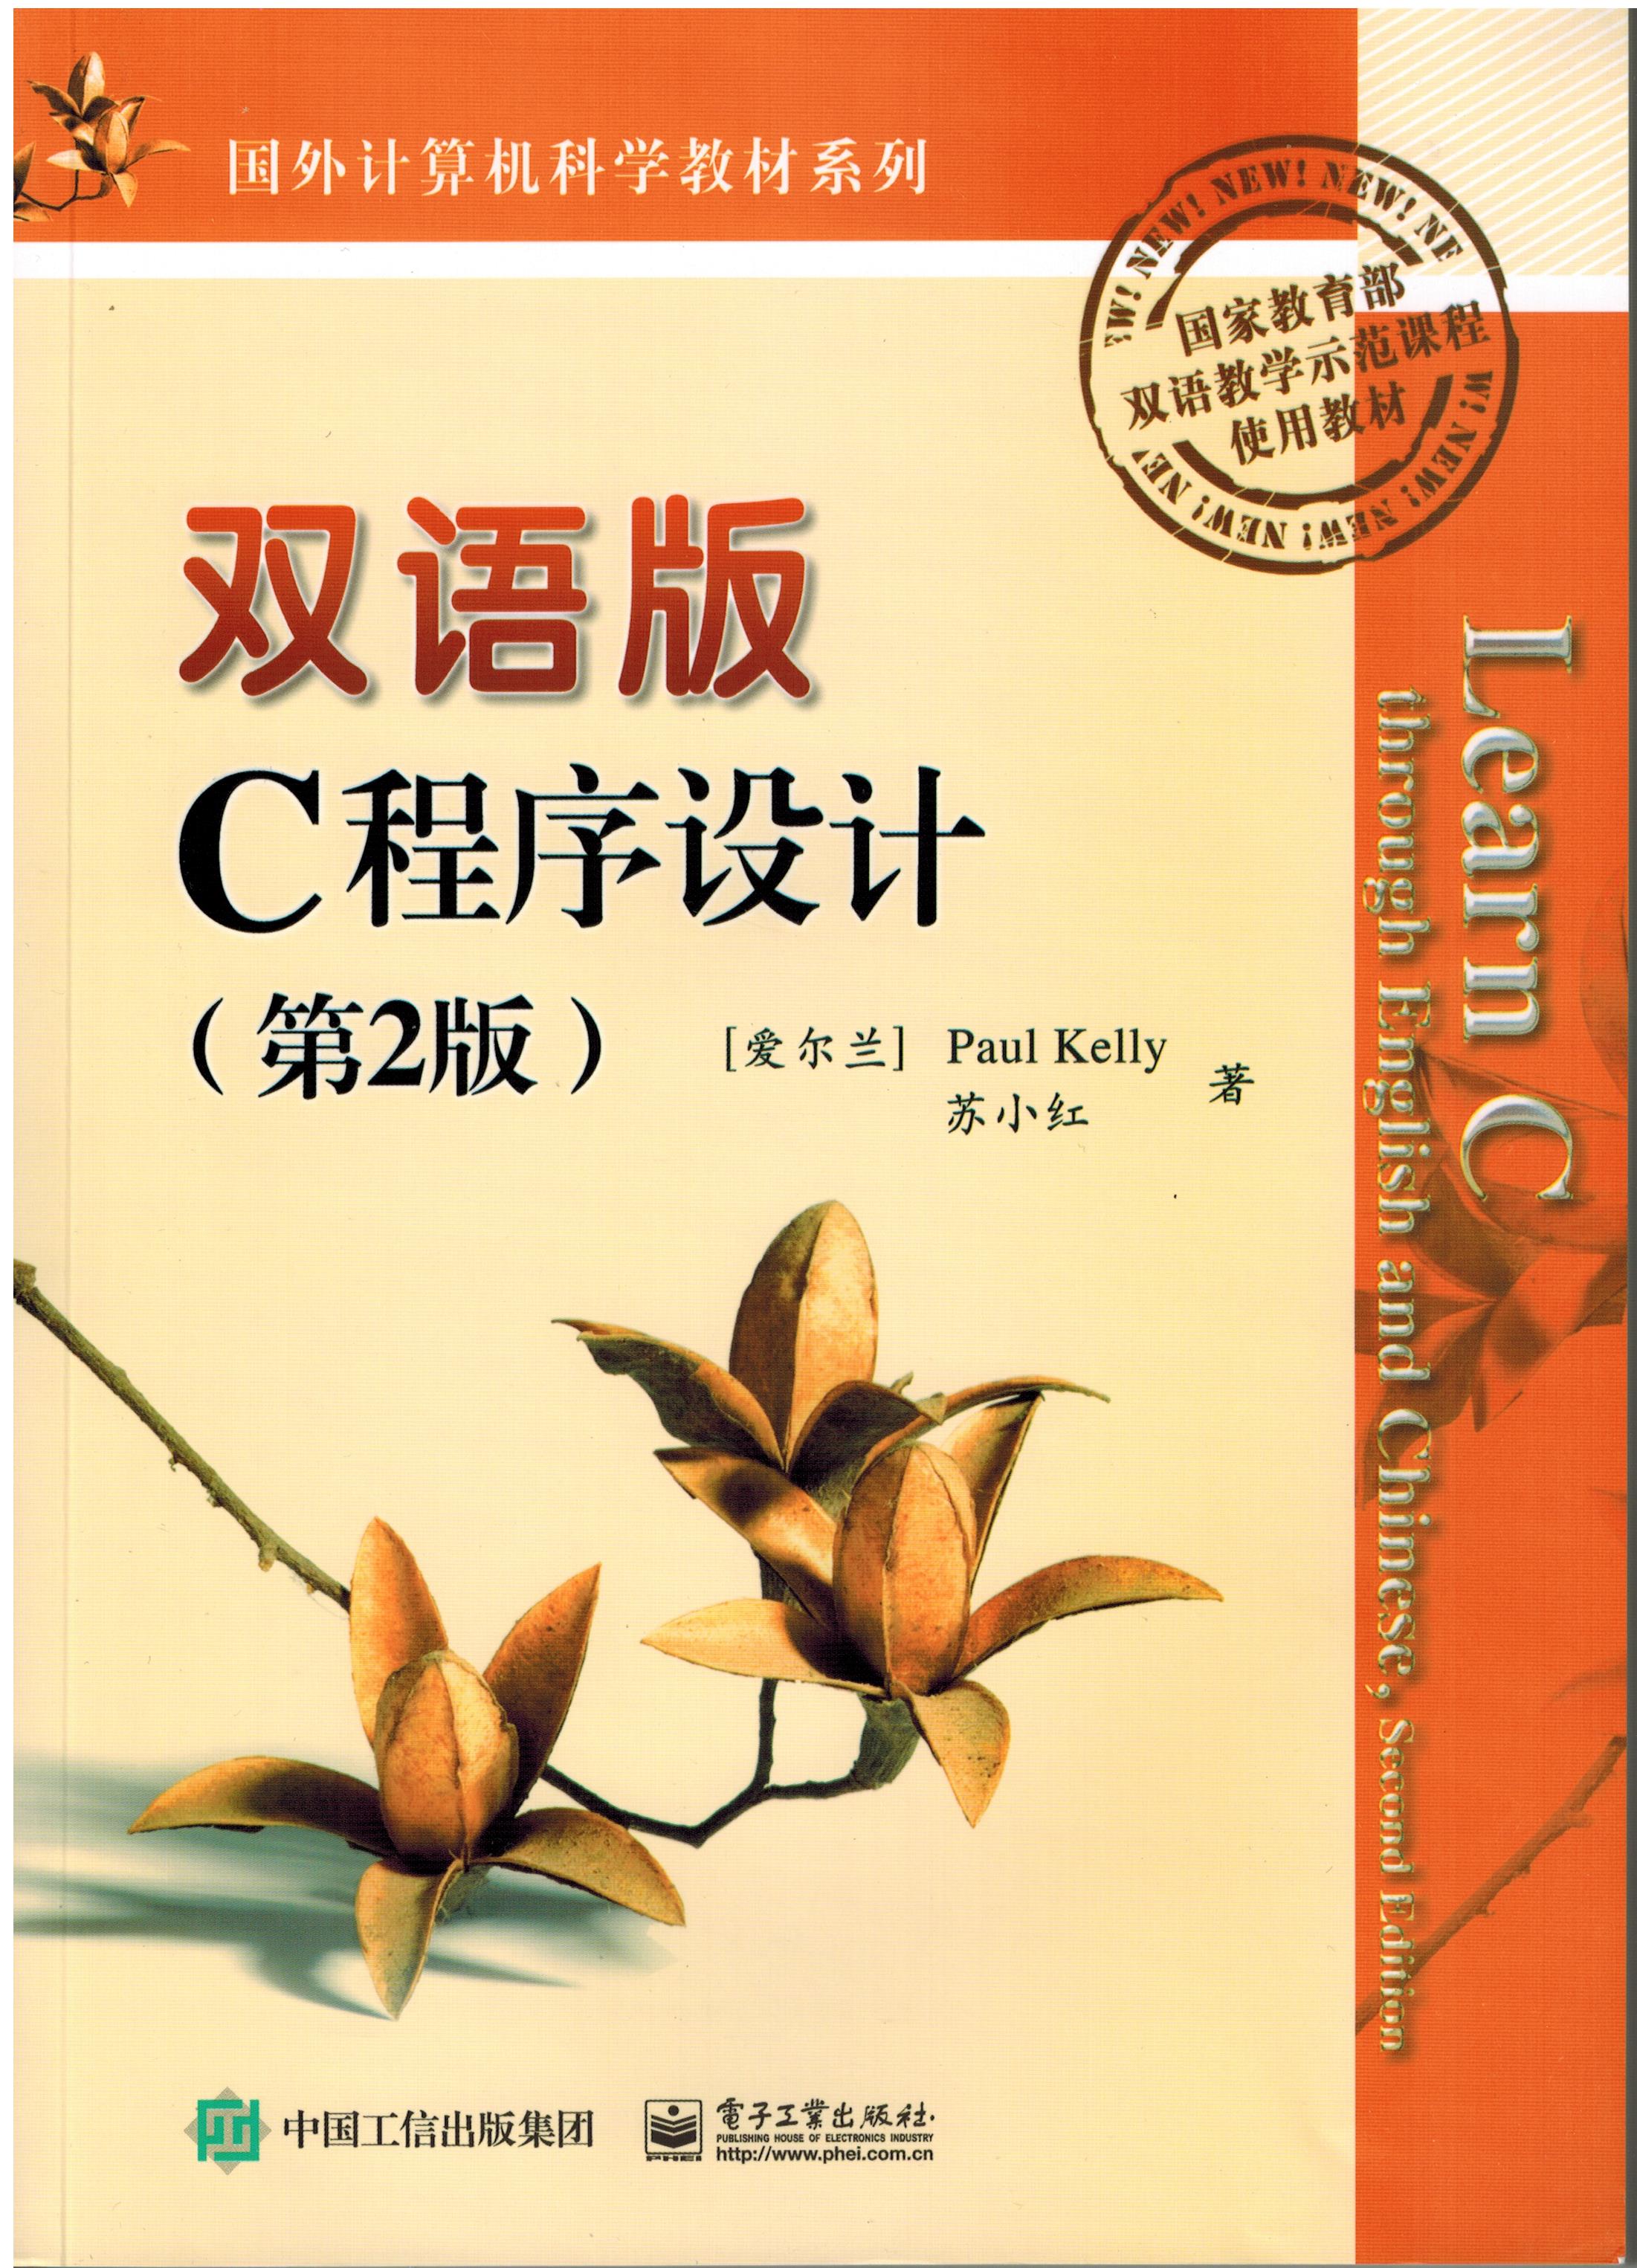 国外计算机科学教材系列
NEW! NEW! NEW! NEW! NE
国家教育部
双语教学示范课程
使用教材
W! NEW! NEW! NEW! NEW! NE
双语版
C程序设计
(第2版)
[爱尔兰] Paul Kelly
苏小红
著
Learn C
through English and Chinese, Second Edition
中国工信出版集团
電子工業出版社·
PUBLISHING HOUSE OF ELECTRONICS INDUSTRY
http://www.phei.com.cn